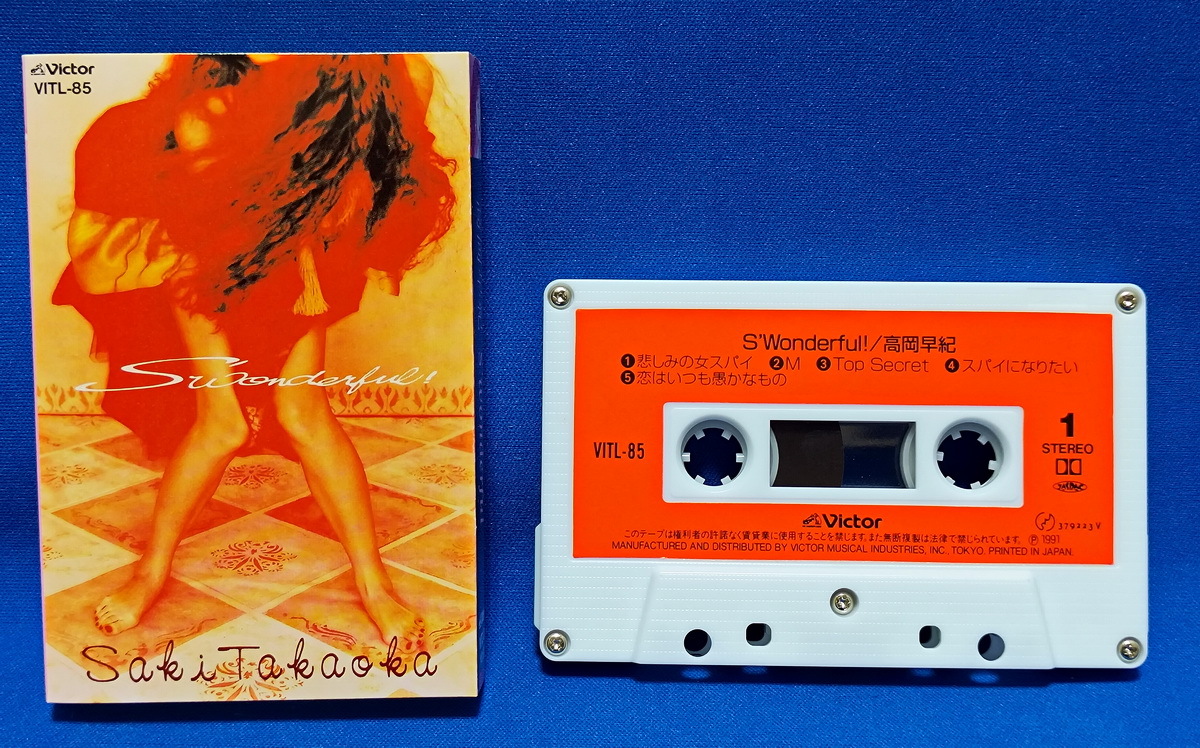 Victor
VITL-85
S'Wonderful!
Saki Takaoka
S'Wonderful!/高岡早紀
❶悲しみの女スパイ ❷M ❸Top Secret ❹スパイになりたい
❺恋はいつも愚かなもの
VITL-85
1
STEREO
JASRAC
Victor
379223V
このテープは権利者の許諾なく賃貸業に使用することを禁じます。また無断複製は法律で禁じられています。 Ⓟ 1991
MANUFACTURED AND DISTRIBUTED BY VICTOR MUSICAL INDUSTRIES, INC., TOKYO. PRINTED IN JAPAN.